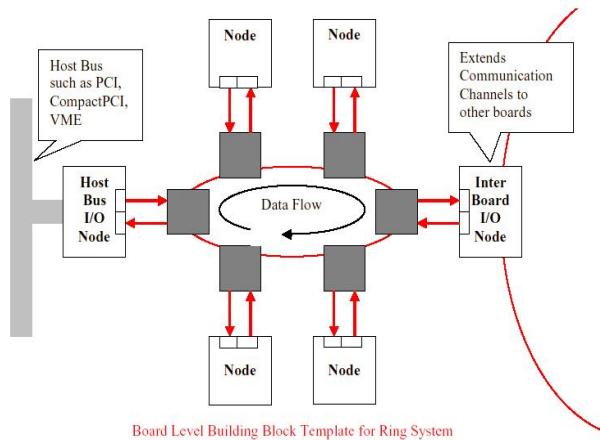 Node
Node
Host Bus
such as PCI,
CompactPCI,
VME
Extends
Communication
Channels to
other boards
Host
Bus
I/O
Node
Data Flow
Inter
Board
I/O
Node
Node
Node
Board Level Building Block Template for Ring System